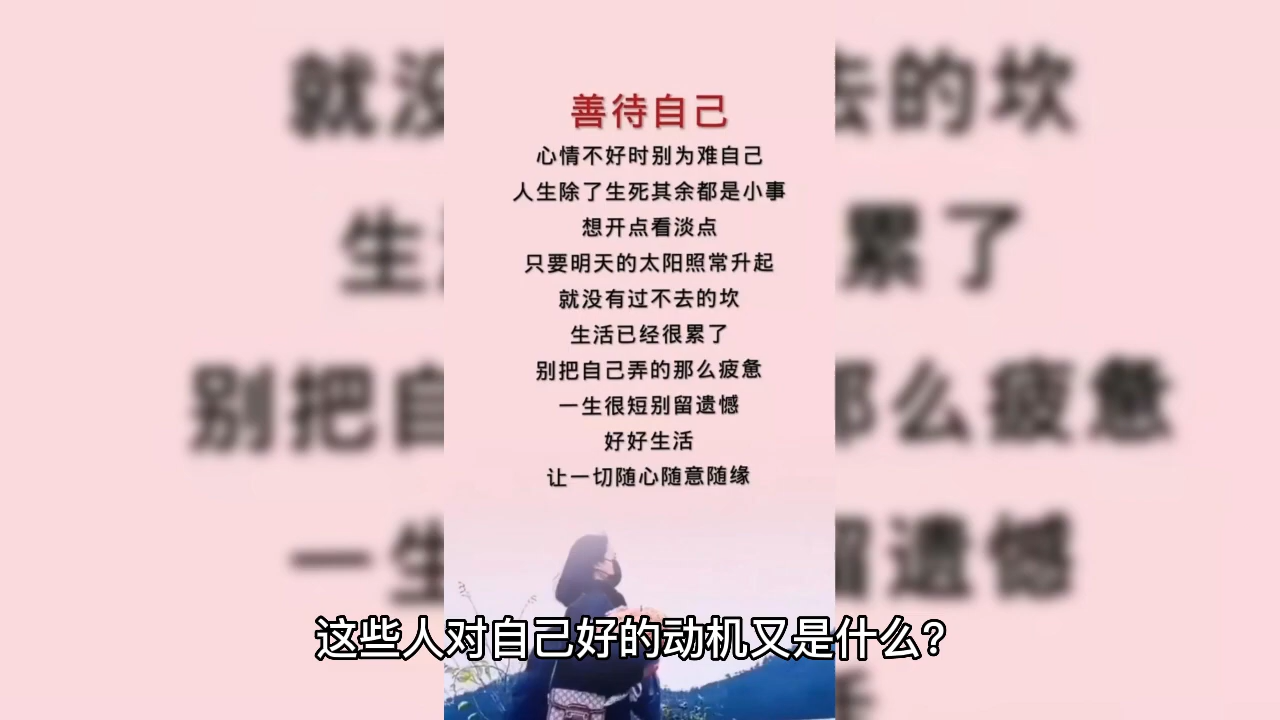 善待自己
心情不好时别为难自己
人生除了生死其余都是小事
想开点看淡点
只要明天的太阳照常升起
就没有过不去的坎
生活已经很累了
别把自己弄的那么疲惫
一生很短别留遗憾
好好生活
让一切随心随意随缘
这些人对自己好的动机又是什么？